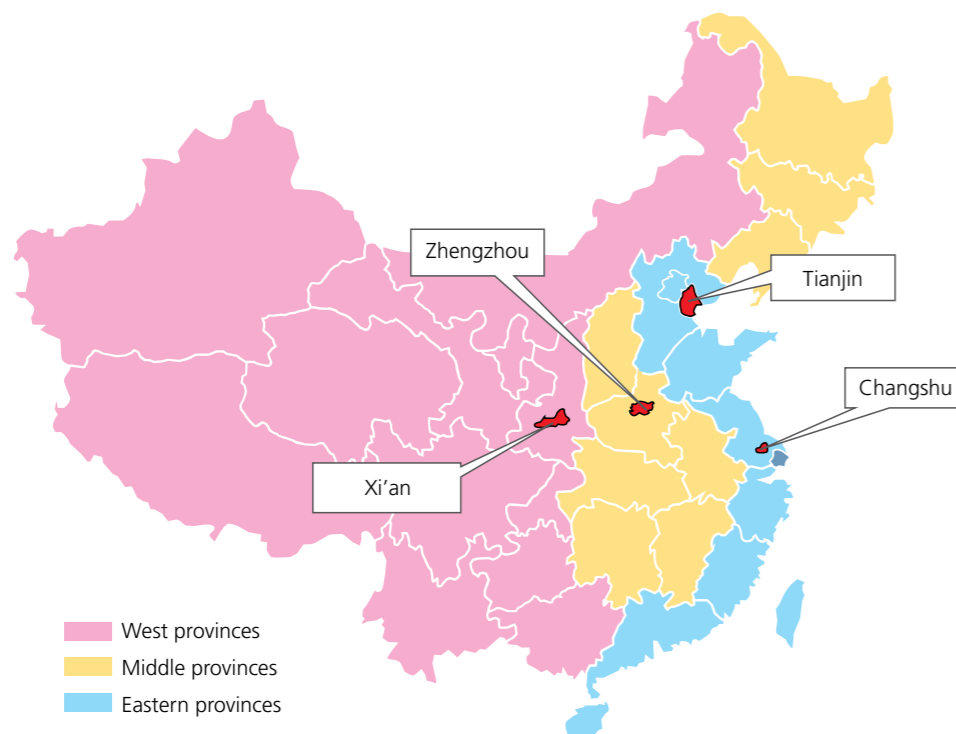 Zhengzhou
Tianjin
Changshu
Xi’an
West provinces
Middle provinces
Eastern provinces